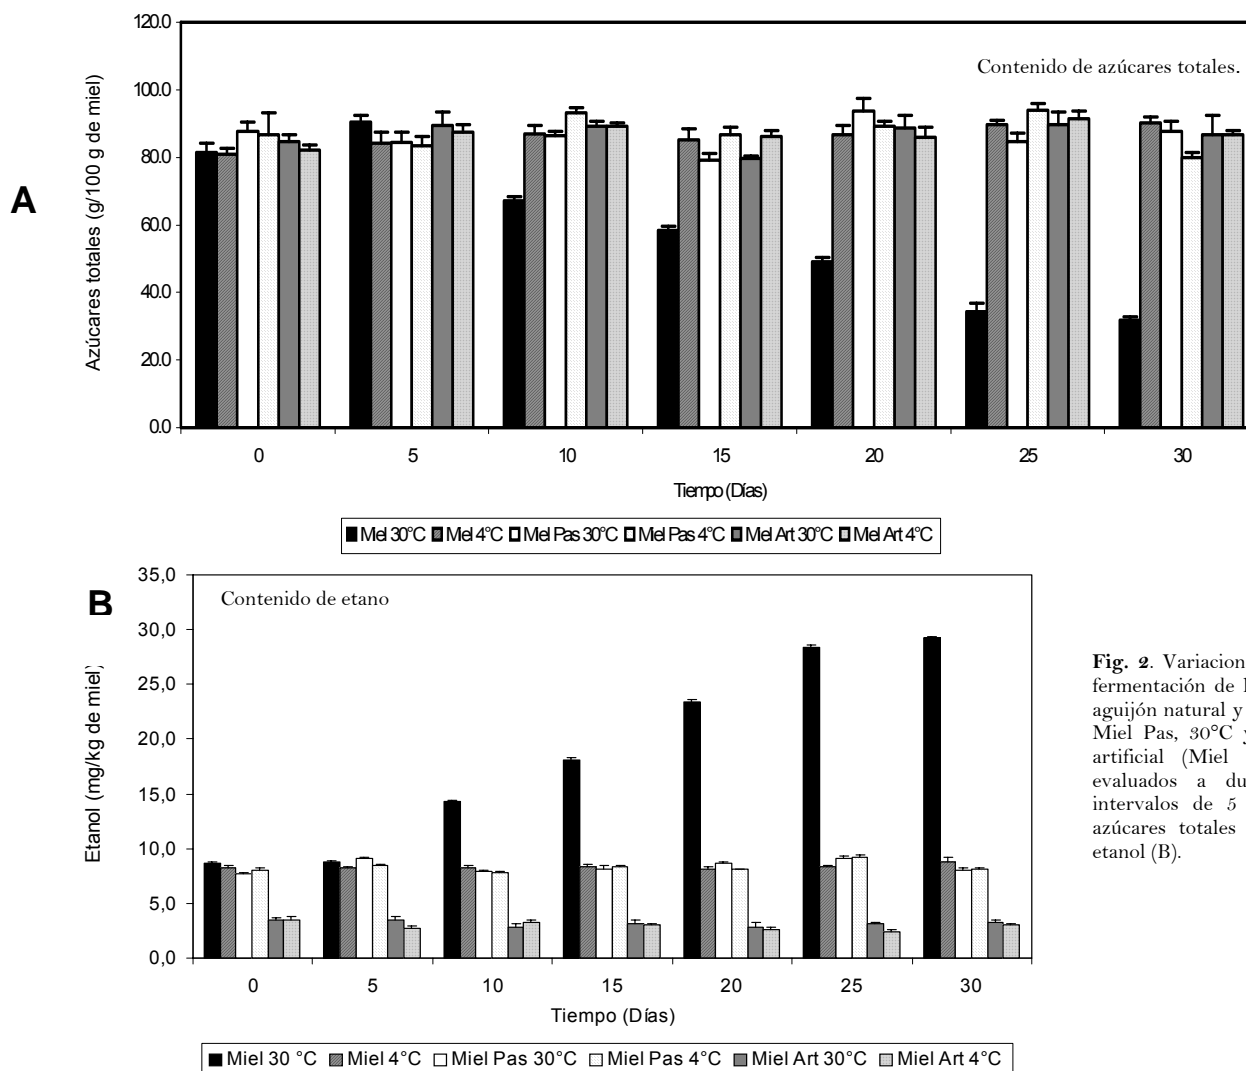 A
Contenido de azúcares totales.
Azúcares totales (g/100 g de miel)
120.0
100.0
80.0
60.0
40.0
20.0
0.0
0 5 10 15 20 25 30
Tiempo (Días)
Miel 30°C Miel 4°C Miel Pas 30°C Miel Pas 4°C Miel Art 30°C Miel Art 4°C
B
Contenido de etano
Etanol (mg/kg de miel)
35,0
30,0
25,0
20,0
15,0
10,0
5,0
0,0
0 5 10 15 20 25 30
Tiempo (Días)
Miel 30 °C Miel 4°C Miel Pas 30°C Miel Pas 4°C Miel Art 30°C Miel Art 4°C
Fig. 2. Variacion
fermentación de
aguijón natural y
Miel Pas, 30°C y
artificial (Miel
evaluados a du
intervalos de 5
azúcares totales
etanol (B).